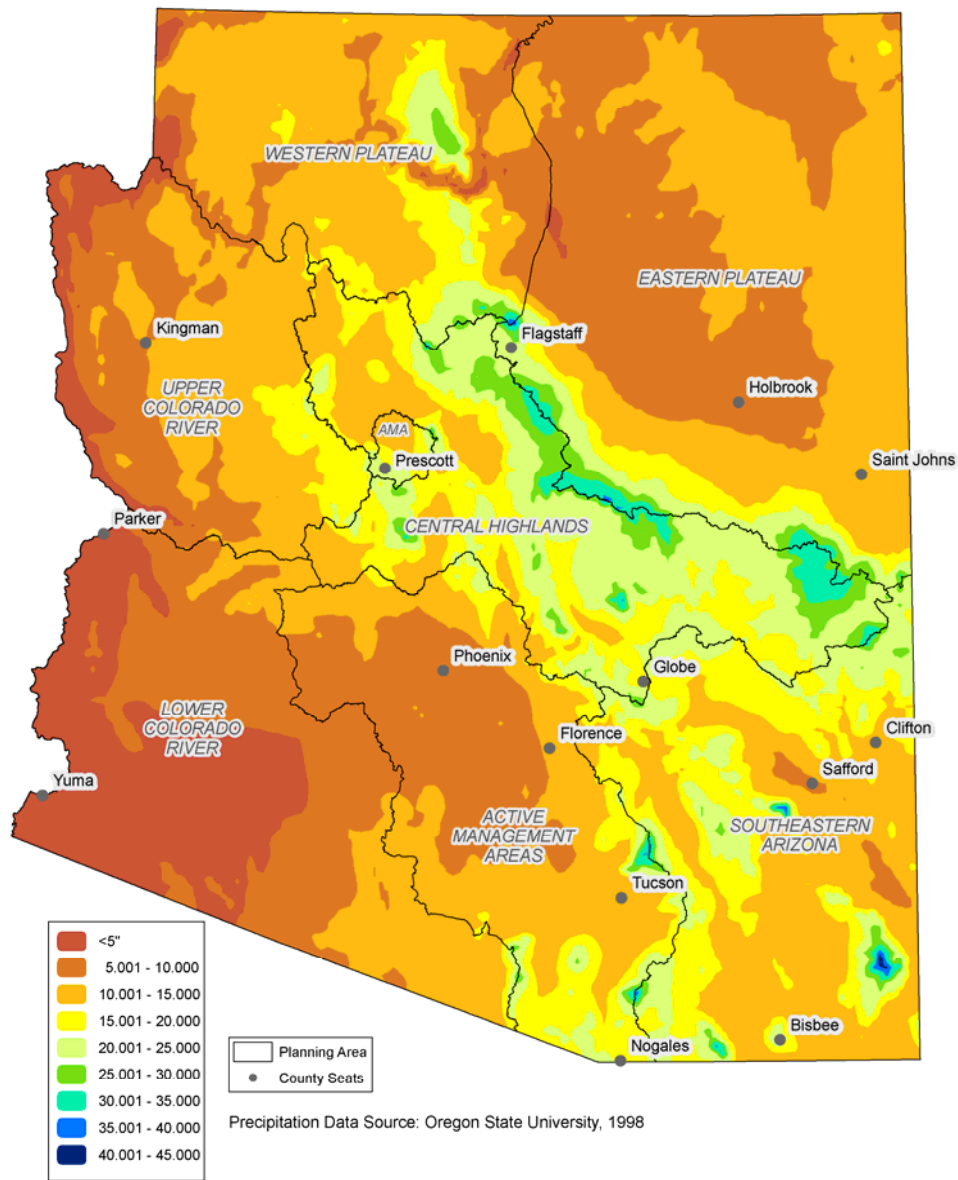 WESTERN PLATEAU
EASTERN PLATEAU
Kingman
Flagstaff
UPPER
COLORADO
RIVER
Holbrook
AMA
Prescott
Saint Johns
Parker
CENTRAL HIGHLANDS
Phoenix
Globe
LOWER
COLORADO
RIVER
Florence
Clifton
Safford
Yuma
ACTIVE
MANAGEMENT
AREAS
SOUTHEASTERN
ARIZONA
Tucson
Bisbee
Nogales
<5"
5.001 - 10.000
10.001 - 15.000
15.001 - 20.000
20.001 - 25.000
25.001 - 30.000
30.001 - 35.000
35.001 - 40.000
40.001 - 45.000
Planning Area
County Seats
Precipitation Data Source: Oregon State University, 1998